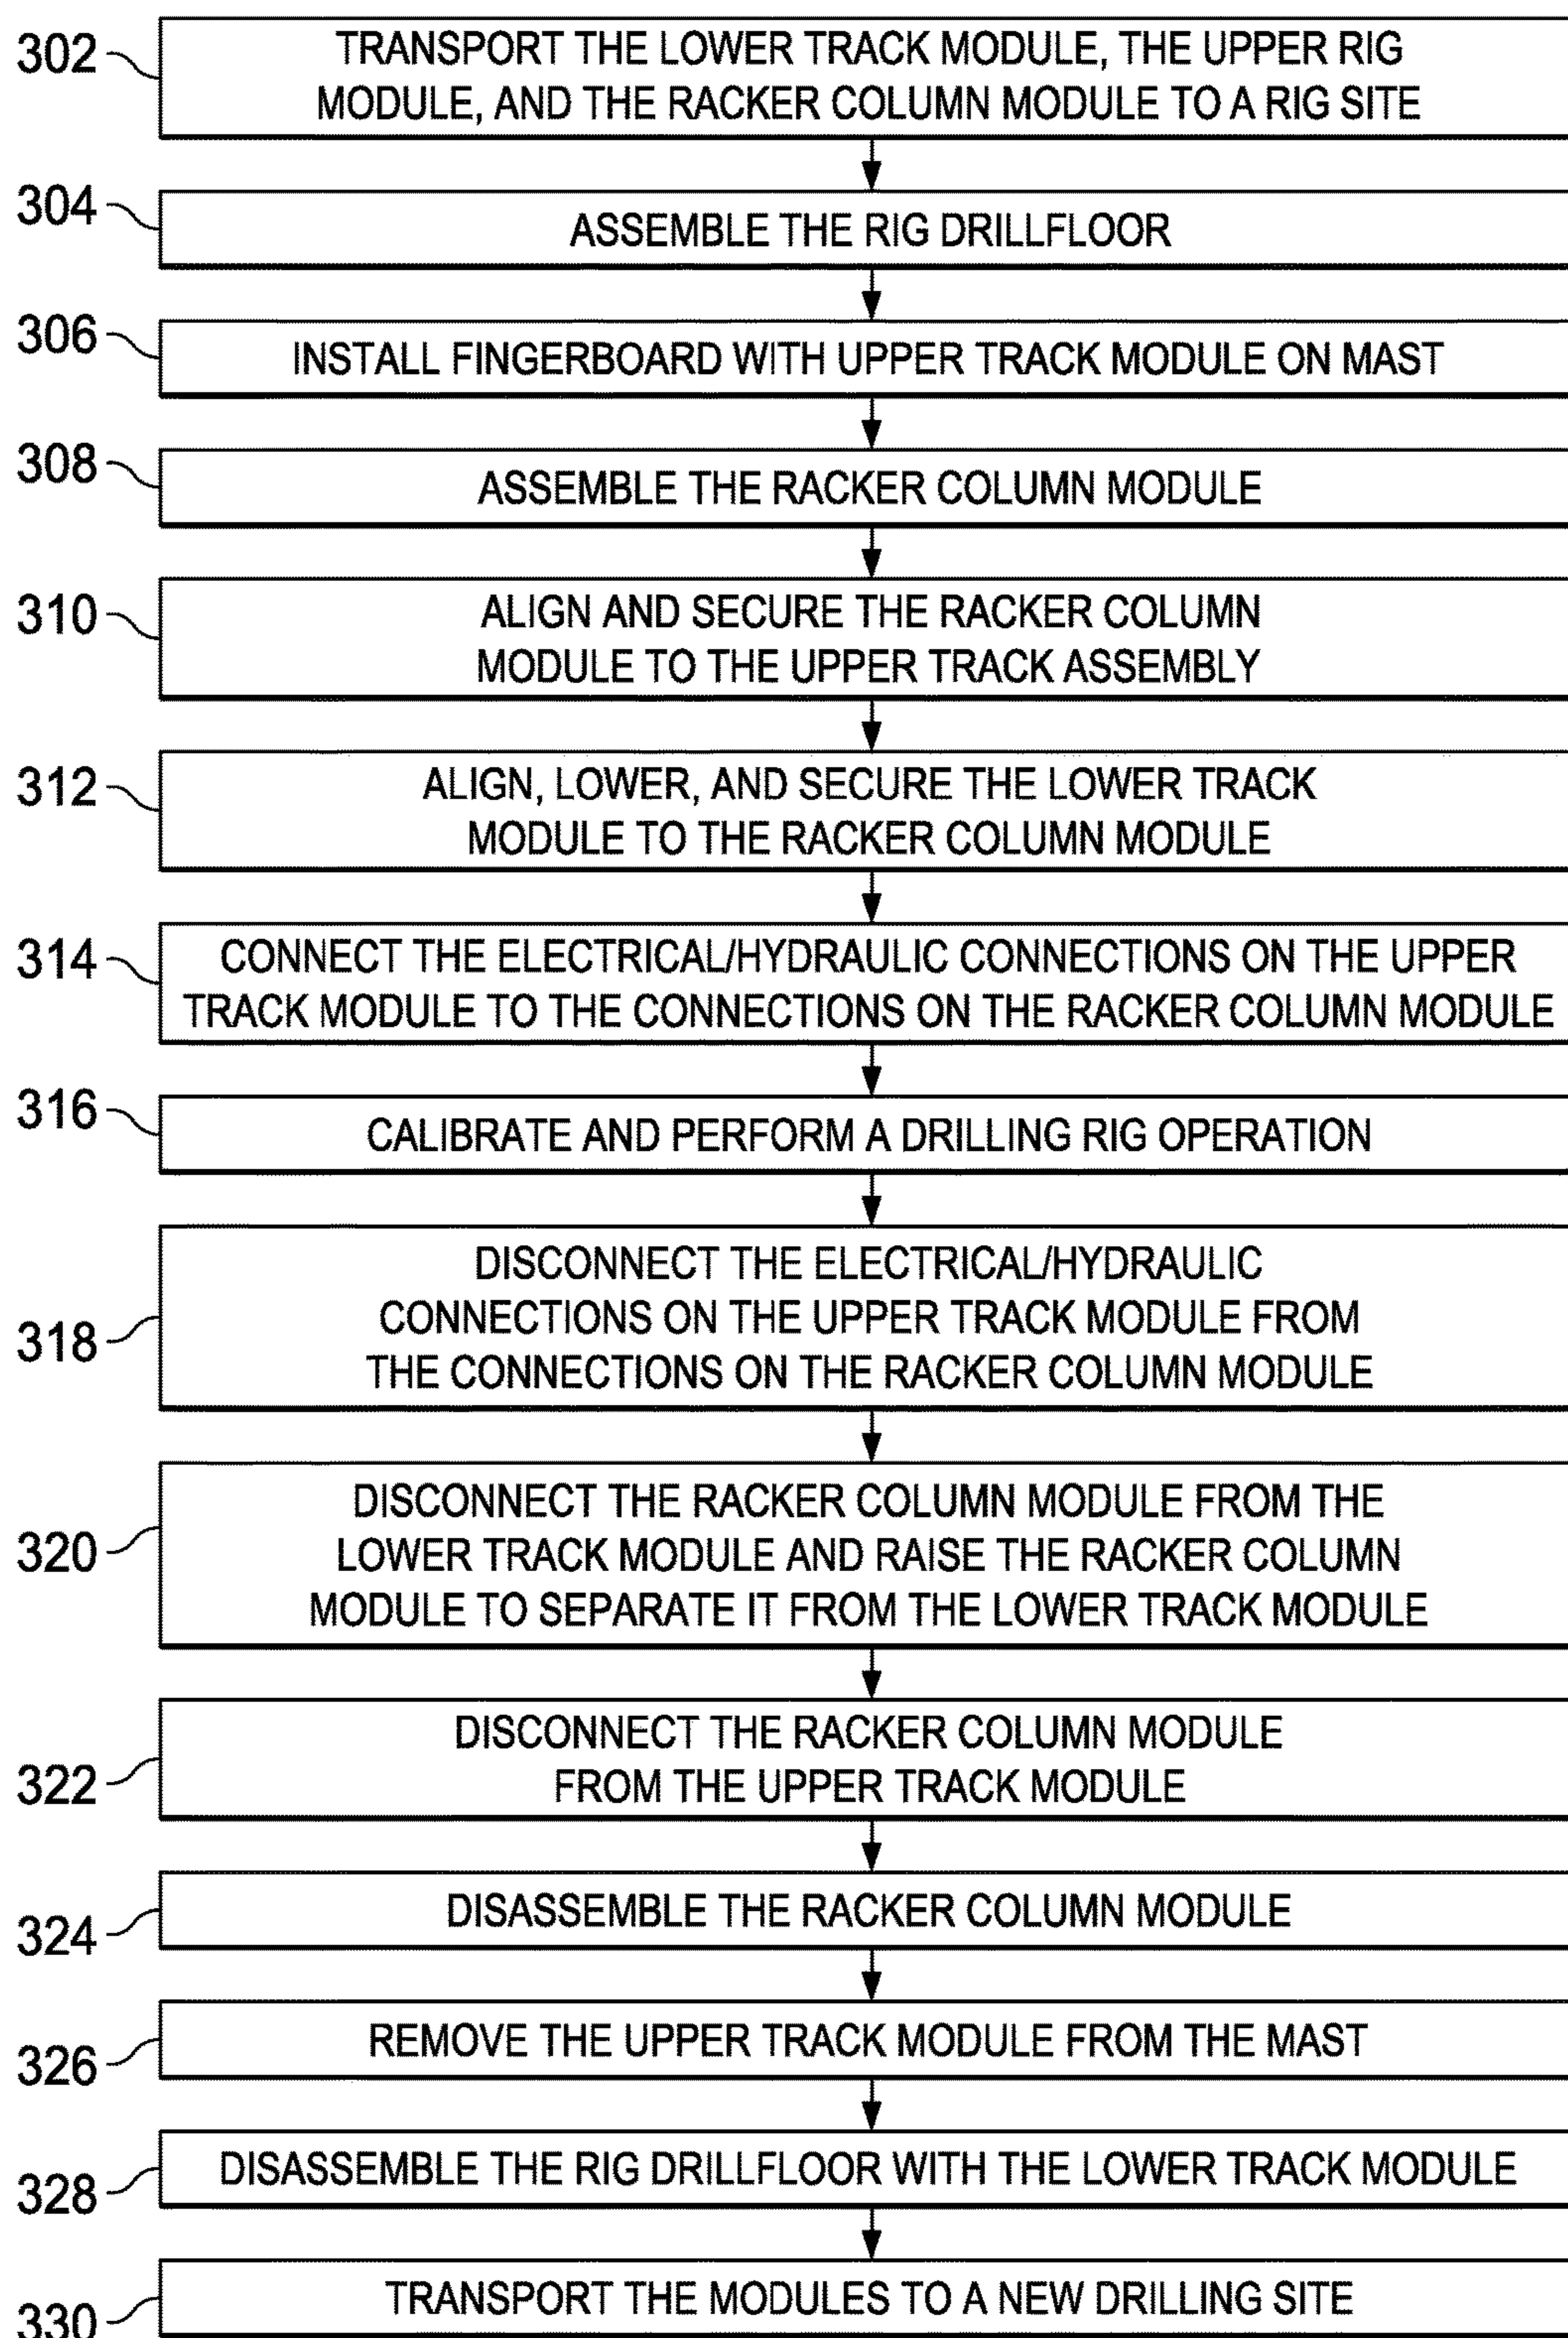 302
TRANSPORT THE LOWER TRACK MODULE, THE UPPER RIG
MODULE, AND THE RACKER COLUMN MODULE TO A RIG SITE
304
ASSEMBLE THE RIG DRILLFLOOR
306
INSTALL FINGERBOARD WITH UPPER TRACK MODULE ON MAST
308
ASSEMBLE THE RACKER COLUMN MODULE
310
ALIGN AND SECURE THE RACKER COLUMN
MODULE TO THE UPPER TRACK ASSEMBLY
312
ALIGN, LOWER, AND SECURE THE LOWER TRACK
MODULE TO THE RACKER COLUMN MODULE
314
CONNECT THE ELECTRICAL/HYDRAULIC CONNECTIONS ON THE UPPER
TRACK MODULE TO THE CONNECTIONS ON THE RACKER COLUMN MODULE
316
CALIBRATE AND PERFORM A DRILLING RIG OPERATION
318
DISCONNECT THE ELECTRICAL/HYDRAULIC
CONNECTIONS ON THE UPPER TRACK MODULE FROM
THE CONNECTIONS ON THE RACKER COLUMN MODULE
320
DISCONNECT THE RACKER COLUMN MODULE FROM THE
LOWER TRACK MODULE AND RAISE THE RACKER COLUMN
MODULE TO SEPARATE IT FROM THE LOWER TRACK MODULE
322
DISCONNECT THE RACKER COLUMN MODULE
FROM THE UPPER TRACK MODULE
324
DISASSEMBLE THE RACKER COLUMN MODULE
326
REMOVE THE UPPER TRACK MODULE FROM THE MAST
328
DISASSEMBLE THE RIG DRILLFLOOR WITH THE LOWER TRACK MODULE
330
TRANSPORT THE MODULES TO A NEW DRILLING SITE